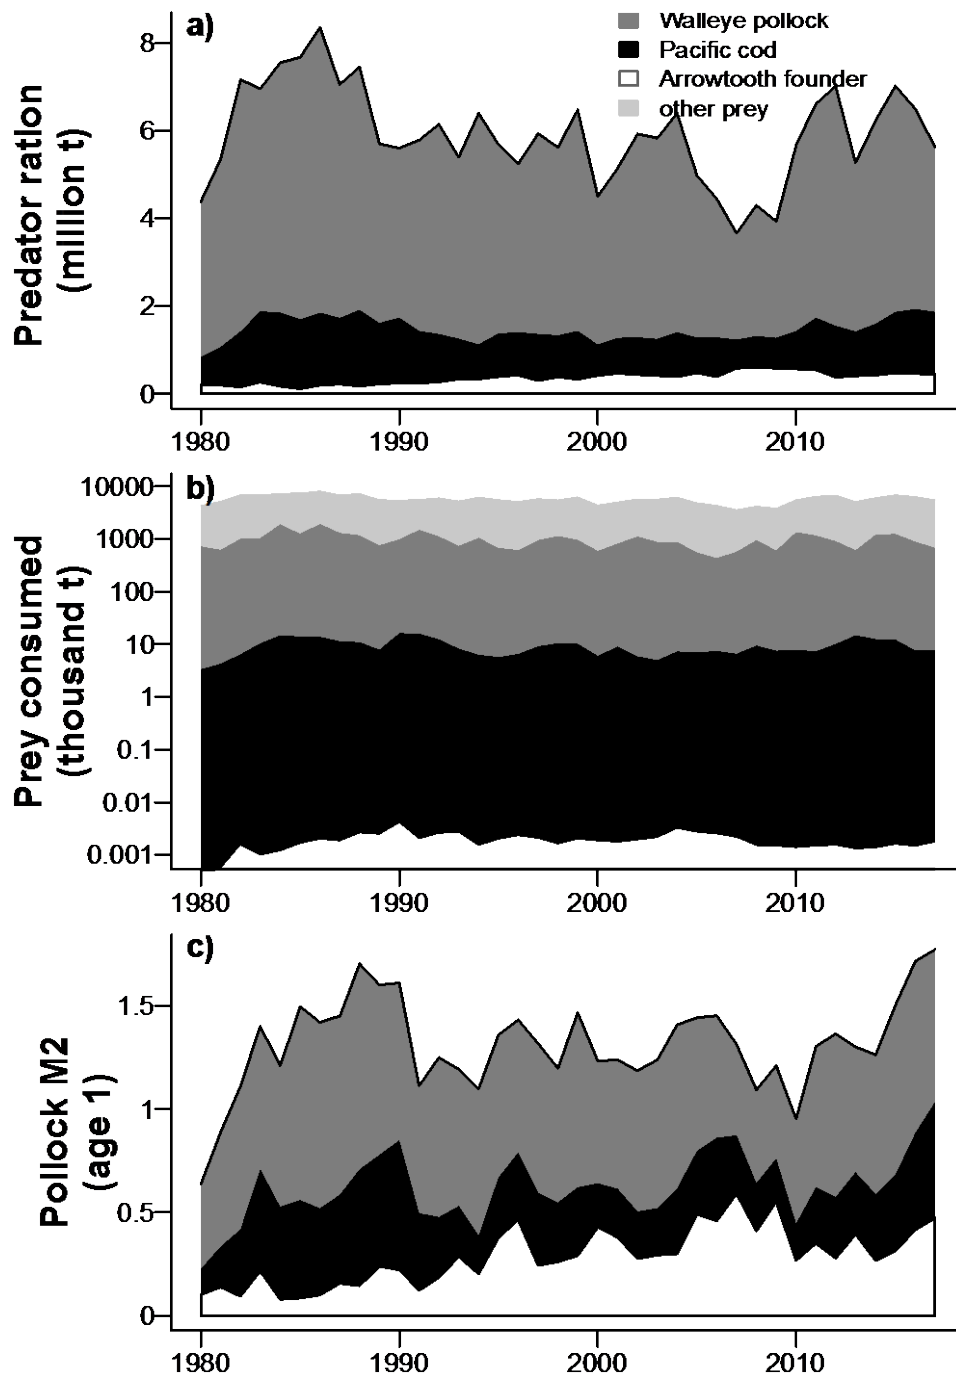 a)
Walleye pollock
Pacific cod
Arrowtooth founder
other prey
Predator ration
(million t)
8
6
4
2
0
1980 1990 2000 2010
b)
Prey consumed
(thousand t)
10000
1000
100
10
1
0.1
0.01
0.001
1980 1990 2000 2010
c)
Pollock M2
(age 1)
1.5
1
0.5
0
1980 1990 2000 2010